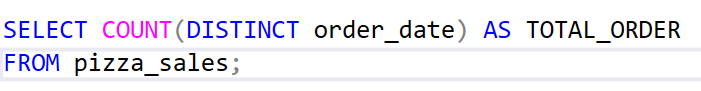 SELECT COUNT(DISTINCT order_date) AS TOTAL_ORDER
FROM pizza_sales;